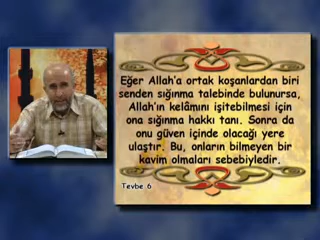 Eğer Allah'a ortak koşanlardan biri
senden sığınma talebinde bulunursa,
Allah'ın kelâmını işitebilmesi için
ona sığınma hakkı tanı. Sonra da
onu güven içinde olacağı yere
ulaştır. Bu, onların bilmeyen bir
kavim olmaları sebebiyledir.
Tevbe 6